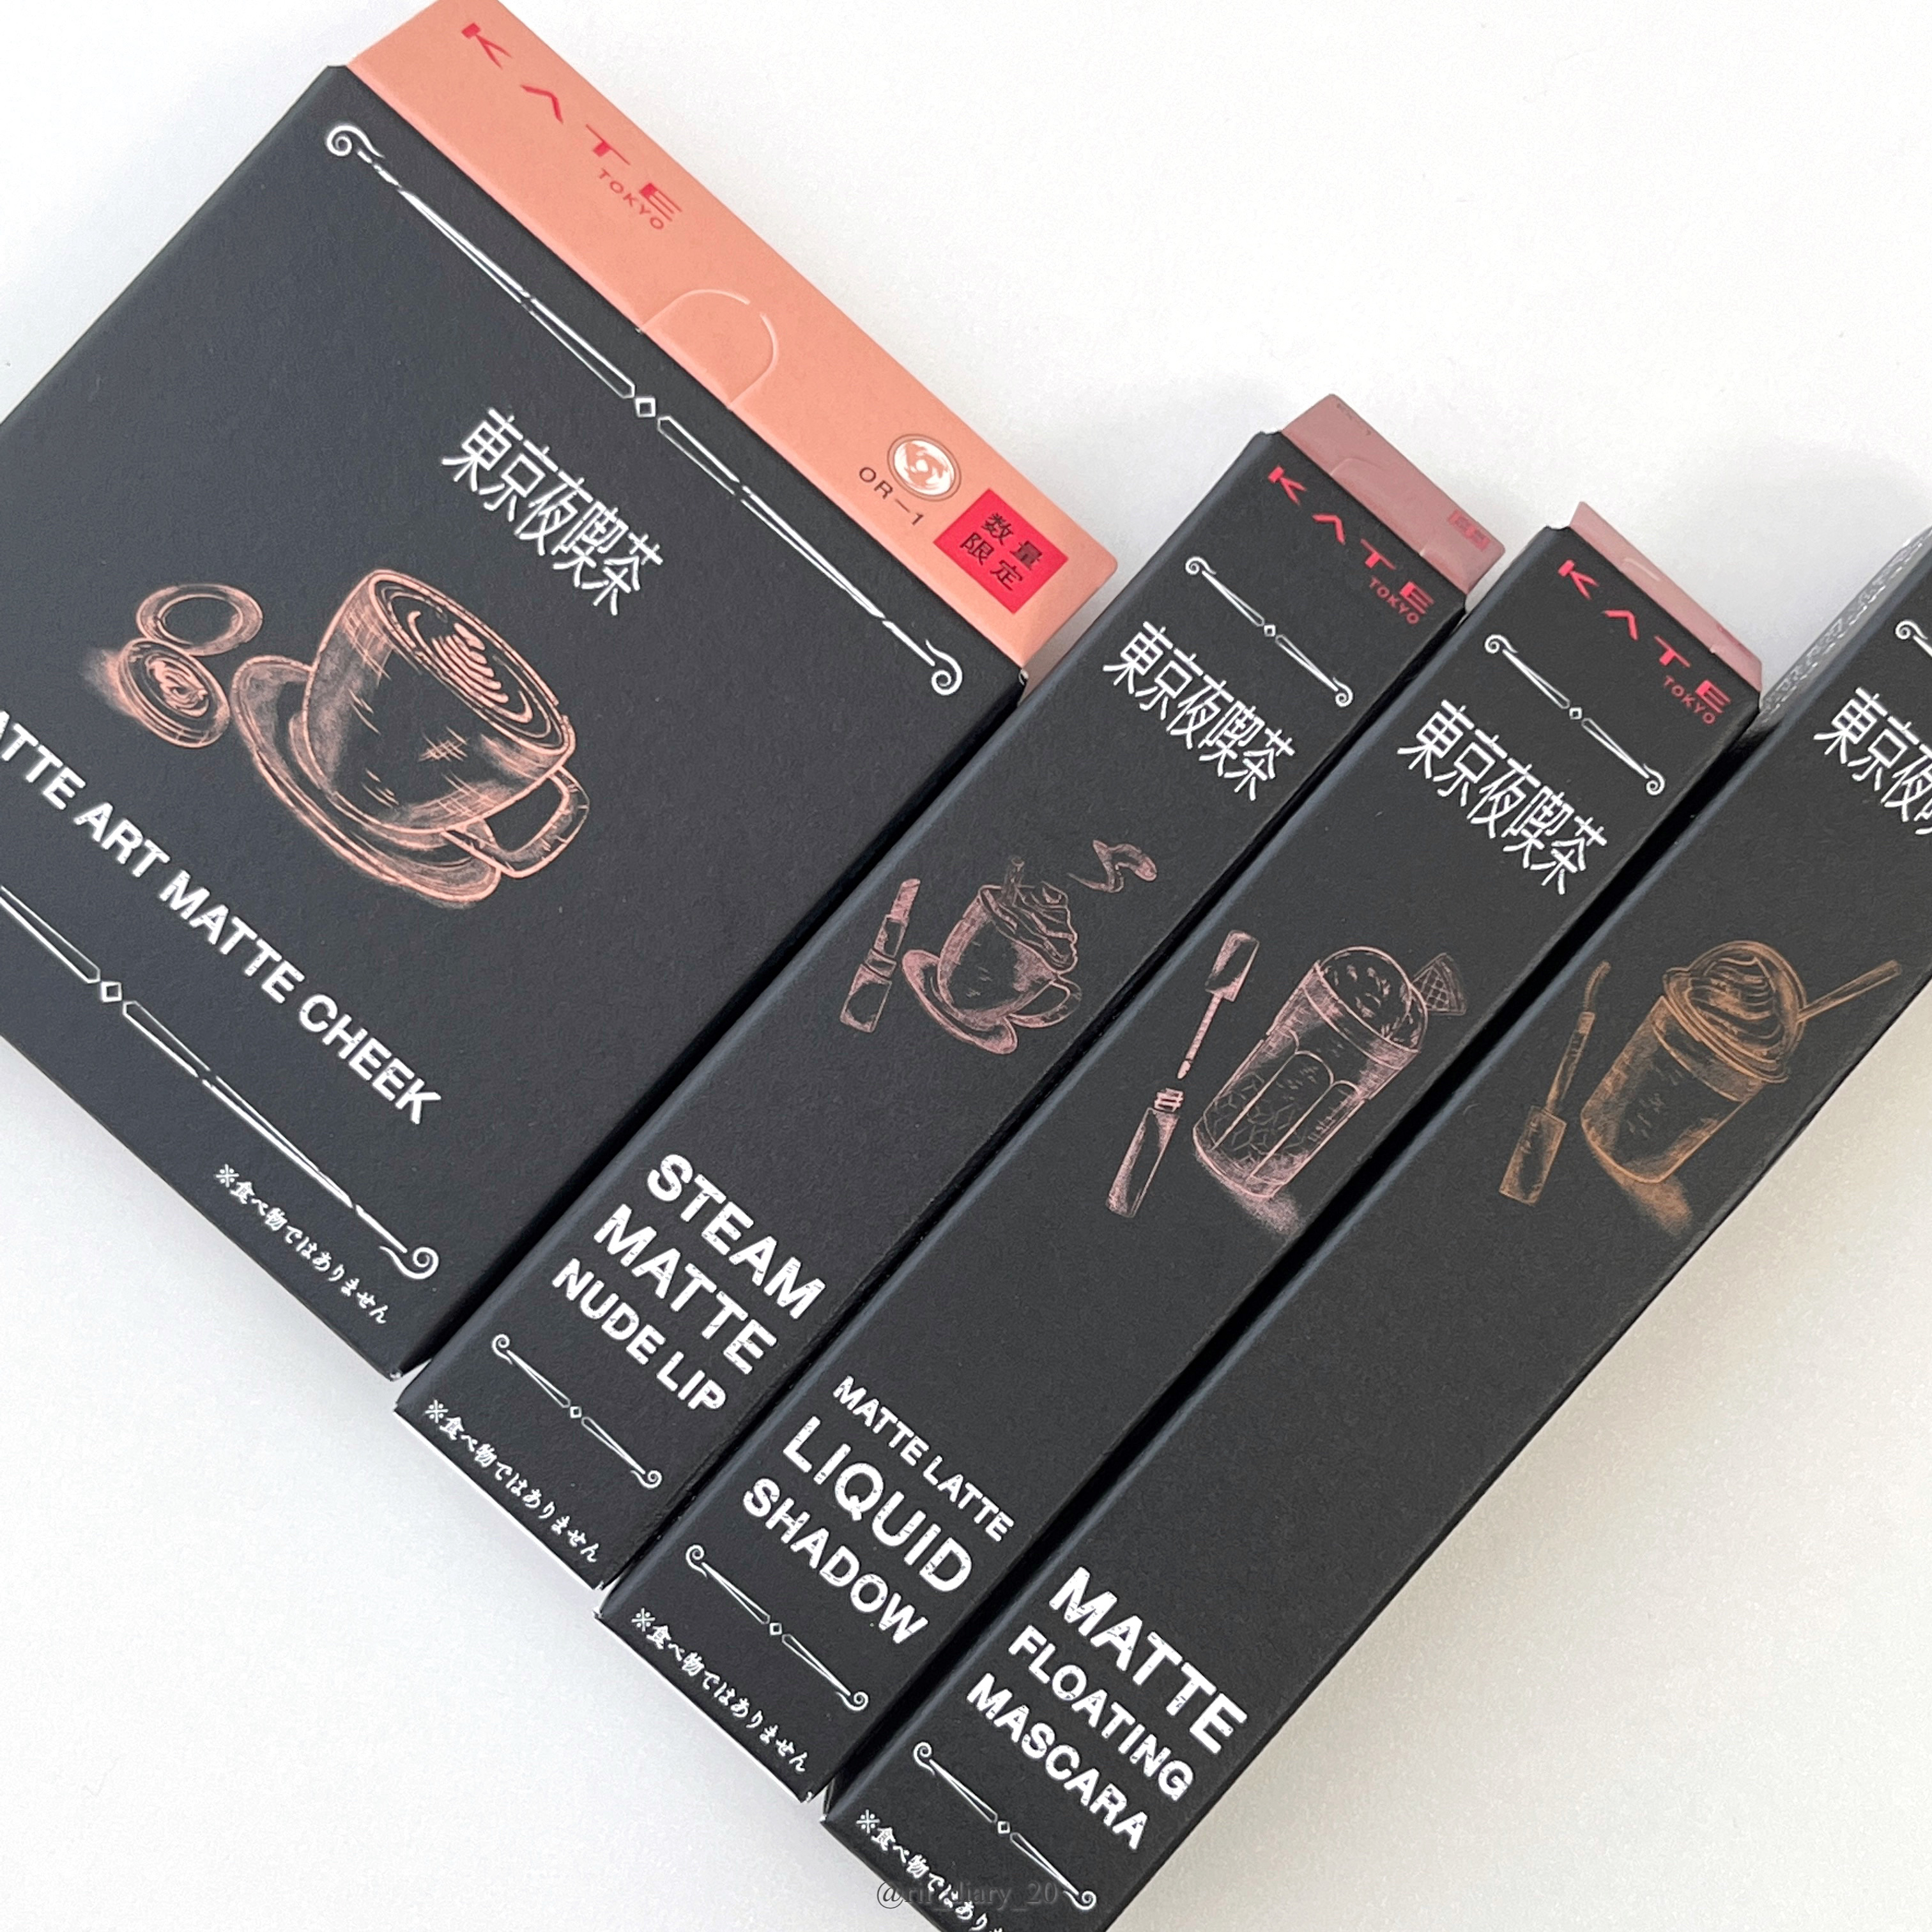 KATE
TOKYO
OR-1
数量
限定
東京夜喫茶
ATTE ART MATTE CHEEK
※食べ物ではありません
KATE
TOKYO
東京夜喫茶
STEAM
MATTE
NUDE LIP
※食べ物ではありません
KATE
TOKYO
東京夜喫茶
MATTE LATTE
LIQUID
SHADOW
※食べ物ではありません
東京夜
MATTE
FLOATING
MASCARA
※食べ物ではありま